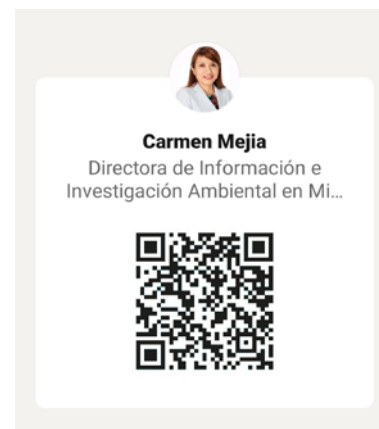 Carmen Mejia
Directora de Información e
Investigación Ambiental en Mi...